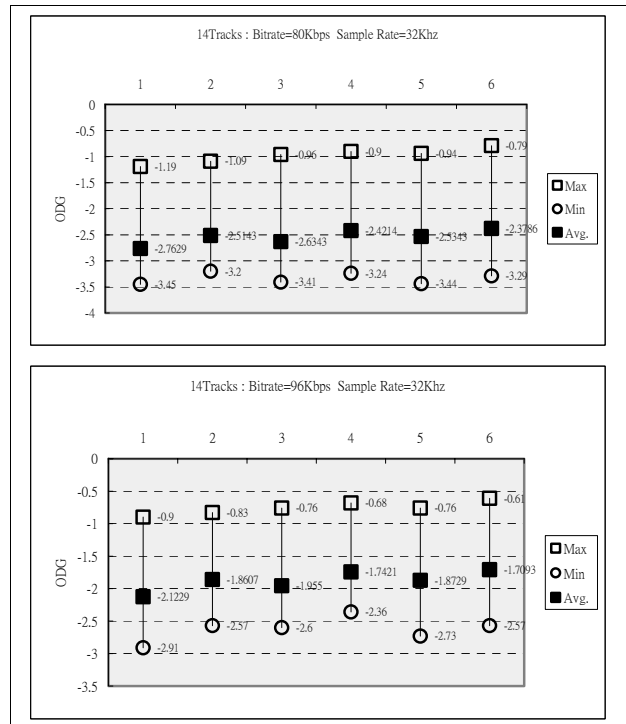 14Tracks : Bitrate=80Kbps Sample Rate=32Khz
1 2 3 4 5 6
0
-0.5
-1
-1.5
-2
-2.5
-3
-3.5
-4
ODG
-1.19 -1.09 -0.96 -0.9 -0.94 -0.79
-2.7629 -2.5143 -2.6343 -2.4214 -2.5343 -2.3786
-3.45 -3.2 -3.41 -3.24 -3.44 -3.29
Max
Min
Avg.
14Tracks : Bitrate=96Kbps Sample Rate=32Khz
1 2 3 4 5 6
0
-0.5
-1
-1.5
-2
-2.5
-3
-3.5
ODG
-0.9 -0.83 -0.76 -0.68 -0.76 -0.61
-2.1229 -1.8607 -1.955 -1.7421 -1.8729 -1.7093
-2.91 -2.57 -2.6 -2.36 -2.73 -2.57
Max
Min
Avg.